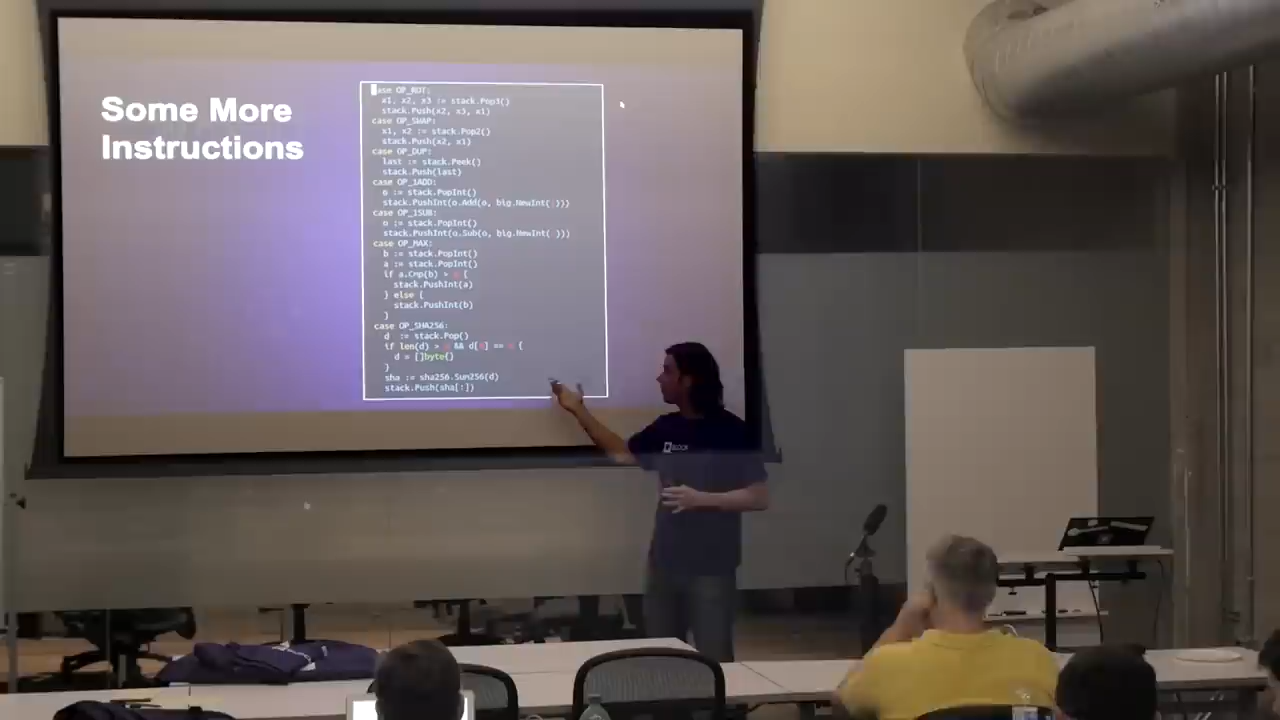 Some More
Instructions
ase OP_ROT:
x1, x2, x3 := stack.Pop3()
stack.Push(x2, x3, x1)
case OP_SWAP:
x1, x2 := stack.Pop2()
stack.Push(x2, x1)
case OP_DUP:
last := stack.Peek()
stack.Push(last)
case OP_1ADD:
o := stack.PopInt()
stack.PushInt(o.Add(o, big.NewInt( )))
case OP_1SUB:
o := stack.PopInt()
stack.PushInt(o.Sub(o, big.NewInt( )))
case OP_MAX:
b := stack.PopInt()
a := stack.PopInt()
if a.Cmp(b) > {
stack.PushInt(a)
} else {
stack.PushInt(b)
}
case OP_SHA256:
d := stack.Pop()
if len(d) > && d[ ] == {
d = []byte{}
}
sha := sha256.Sum256(d)
stack.Push(sha[:])